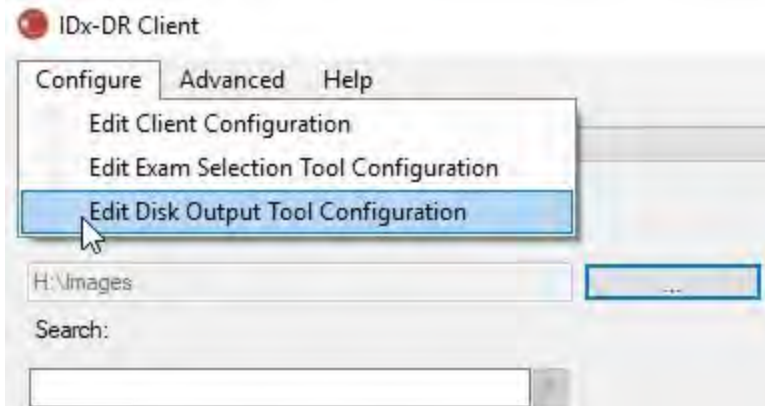 IDx-DR Client
Configure Advanced Help
Edit Client Configuration
Edit Exam Selection Tool Configuration
Edit Disk Output Tool Configuration
H:\Images
...
Search: